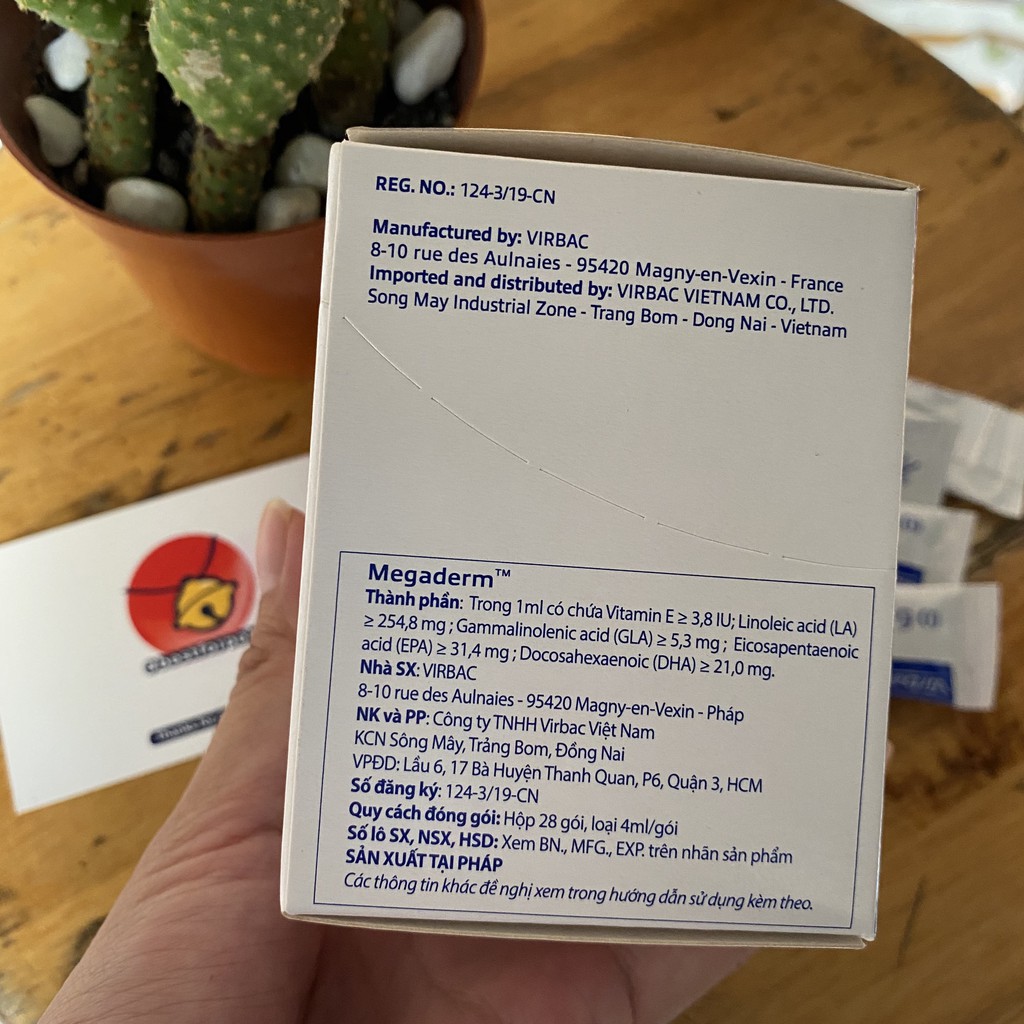 REG. NO.: 124-3/19-CN
Manufactured by: VIRBAC
8-10 rue des Aulnaies - 95420 Magny-en-Vexin - France
Imported and distributed by: VIRBAC VIETNAM CO., LTD.
Song May Industrial Zone - Trang Bom - Dong Nai - Vietnam
Megaderm™
Thành phần: Trong 1ml có chứa Vitamin E ≥ 3,8 IU; Linoleic acid (LA)
≥ 254,8 mg ; Gammalinolenic acid (GLA) ≥ 5,3 mg ; Eicosapentaenoic
acid (EPA) ≥ 31,4 mg ; Docosahexaenoic (DHA) ≥ 21,0 mg.
Nhà SX: VIRBAC
8-10 rue des Aulnaies - 95420 Magny-en-Vexin - Pháp
NK và PP: Công ty TNHH Virbac Việt Nam
KCN Sông Mây, Trảng Bom, Đồng Nai
VPĐD: Lầu 6, 17 Bà Huyện Thanh Quan, P6, Quận 3, HCM
Số đăng ký: 124-3/19-CN
Quy cách đóng gói: Hộp 28 gói, loại 4ml/gói
Số lô SX, NSX, HSD: Xem BN., MFG., EXP. trên nhãn sản phẩm
SẢN XUẤT TẠI PHÁP
Các thông tin khác đề nghị xem trong hướng dẫn sử dụng kèm theo.